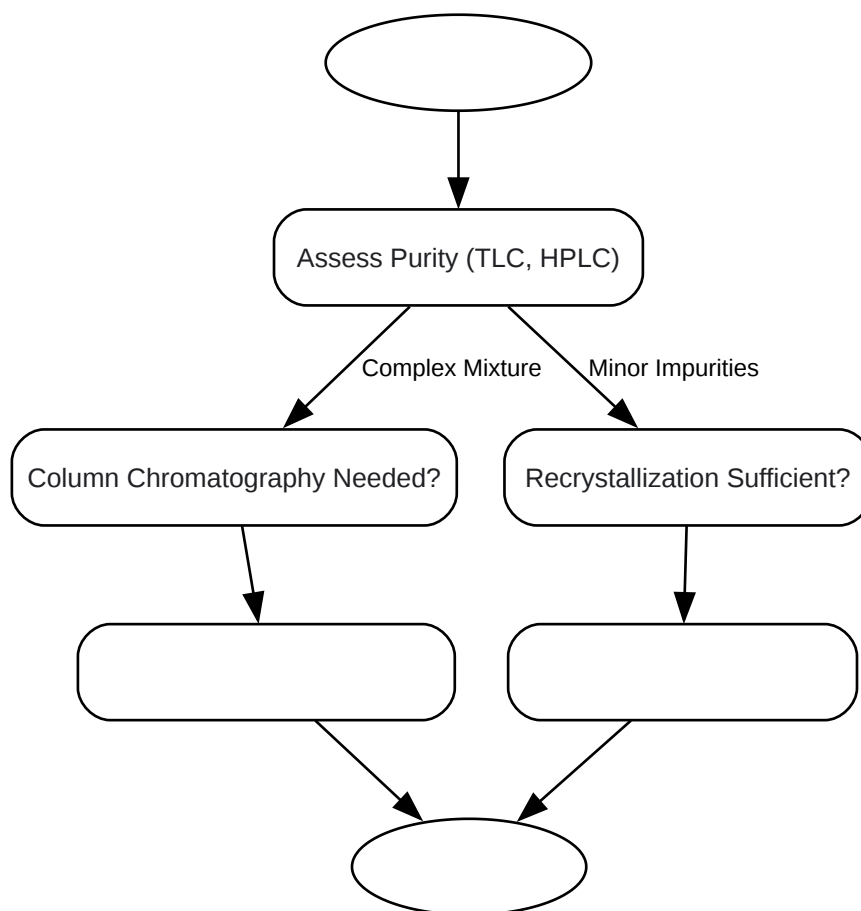 Assess Purity (TLC, HPLC)
Complex Mixture
Minor Impurities
Column Chromatography Needed?
Recrystallization Sufficient?